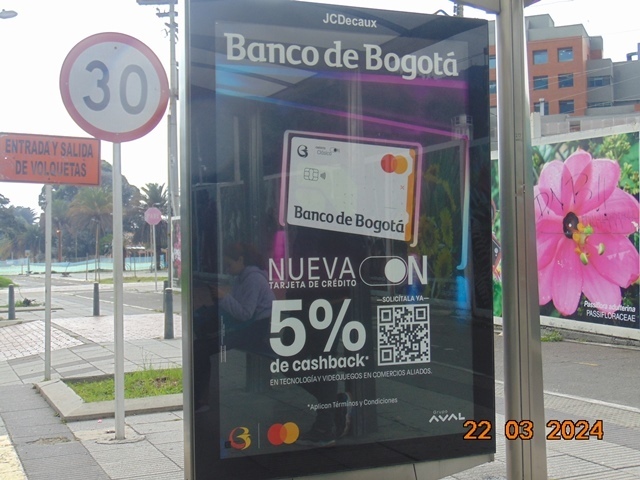 JCDecaux
Banco de Bogotá
30
ENTRADA Y SALIDA
DE VOLQUETAS
Banco de Bogotá
NUEVA ON
TARJETA DE CRÉDITO
5%
de cashback*
SOLICÍTALA YA
EN TECNOLOGÍA Y VIDEOJUEGOS EN COMERCIOS ALIADOS.
*Aplican Términos y Condiciones
Grupo
AVAL
PASSIFLORACEAE
22 03 2024